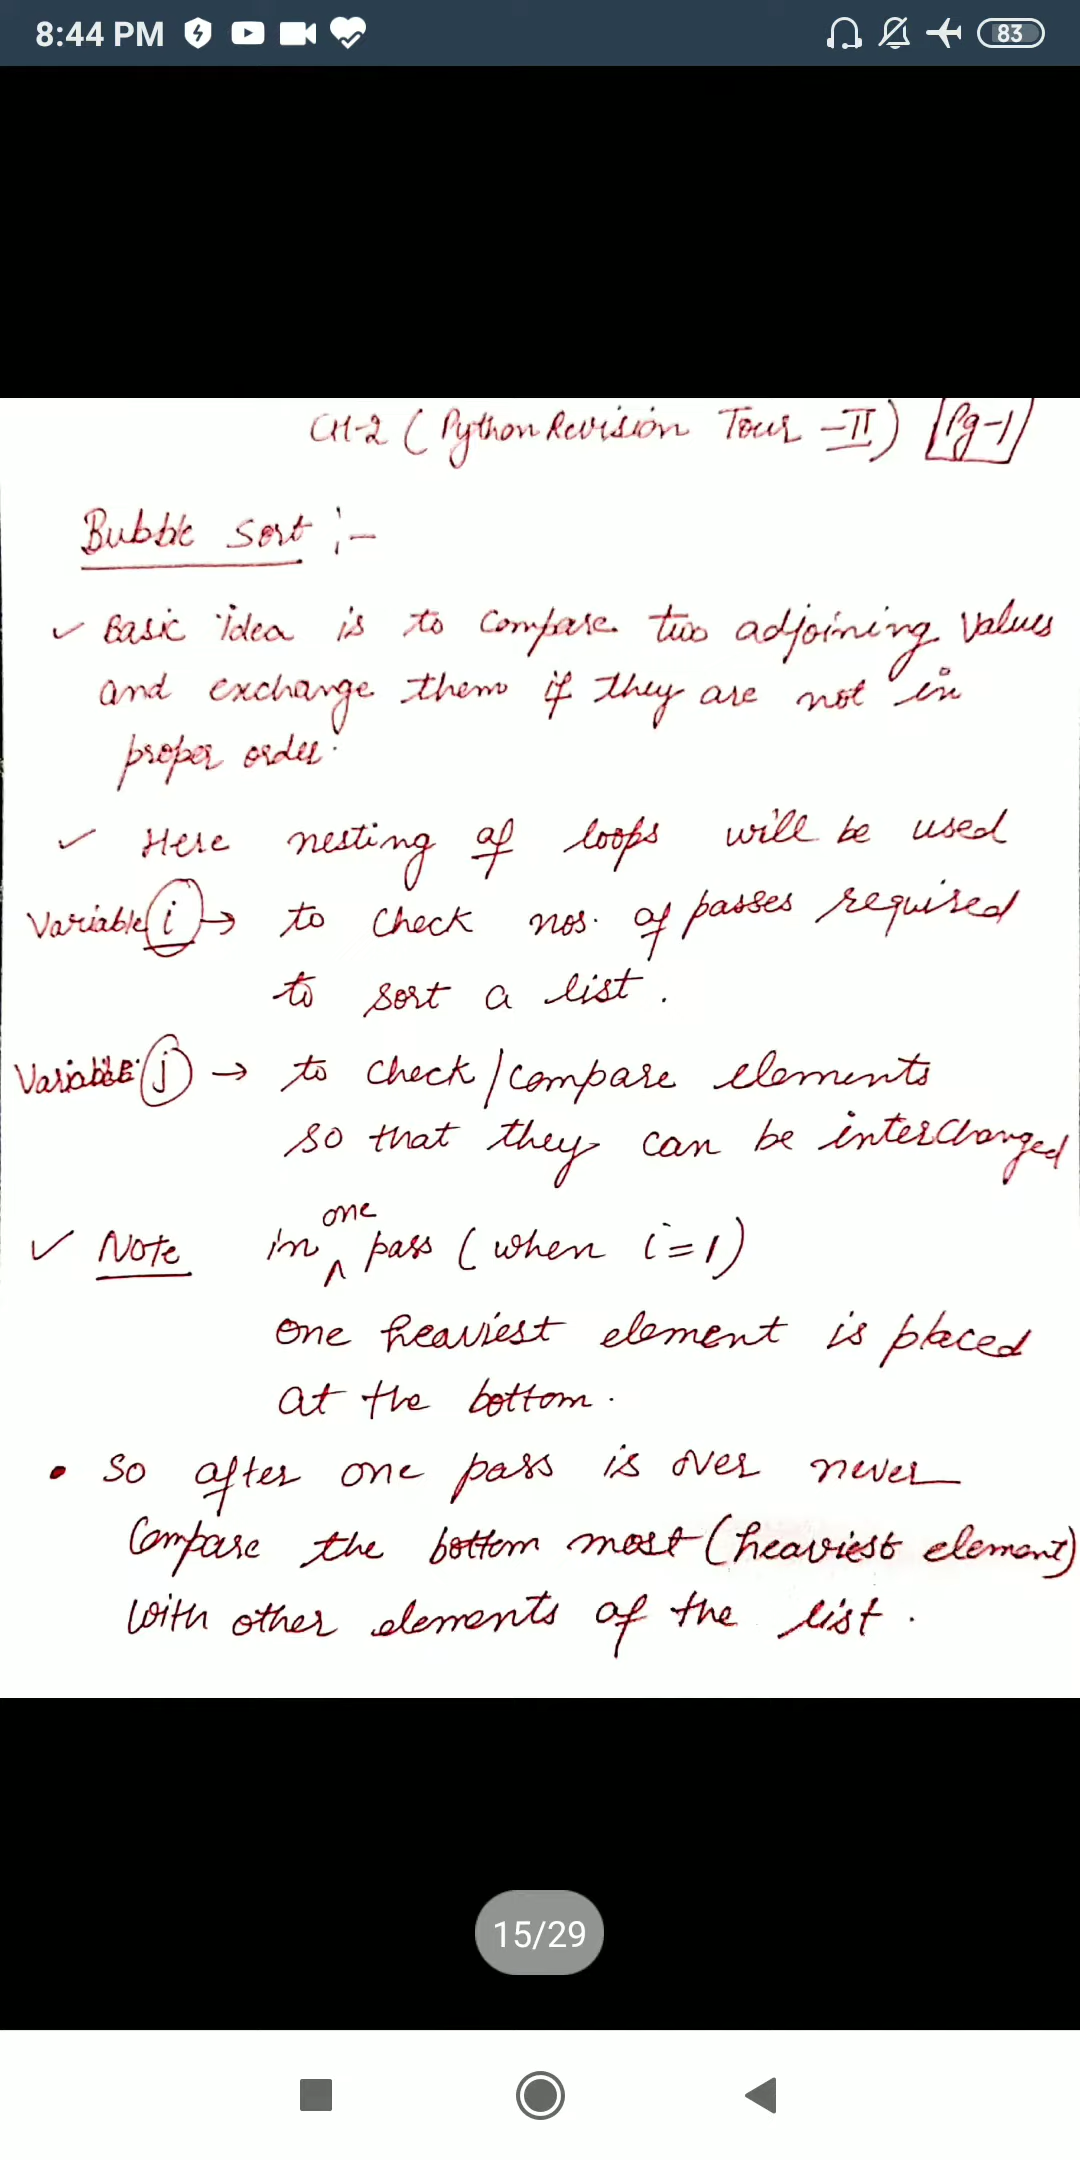 8:44 PM
83
CH-2 (Python Revision Tour -II) [Pg-1]
Bubble Sort :-
✓ Basic idea is to compare two adjoining values
and exchange them if they are not in
proper order.
✓ Here nesting of loops will be used
Variable i → to check nos. of passes required
to sort a list.
Variable j → to check/compare elements
so that they can be interchanged
✓ Note in one pass (when i=1)
one heaviest element is placed
at the bottom.
• So after one pass is over never
Compare the bottom most (heaviest element)
with other elements of the list.
15/29